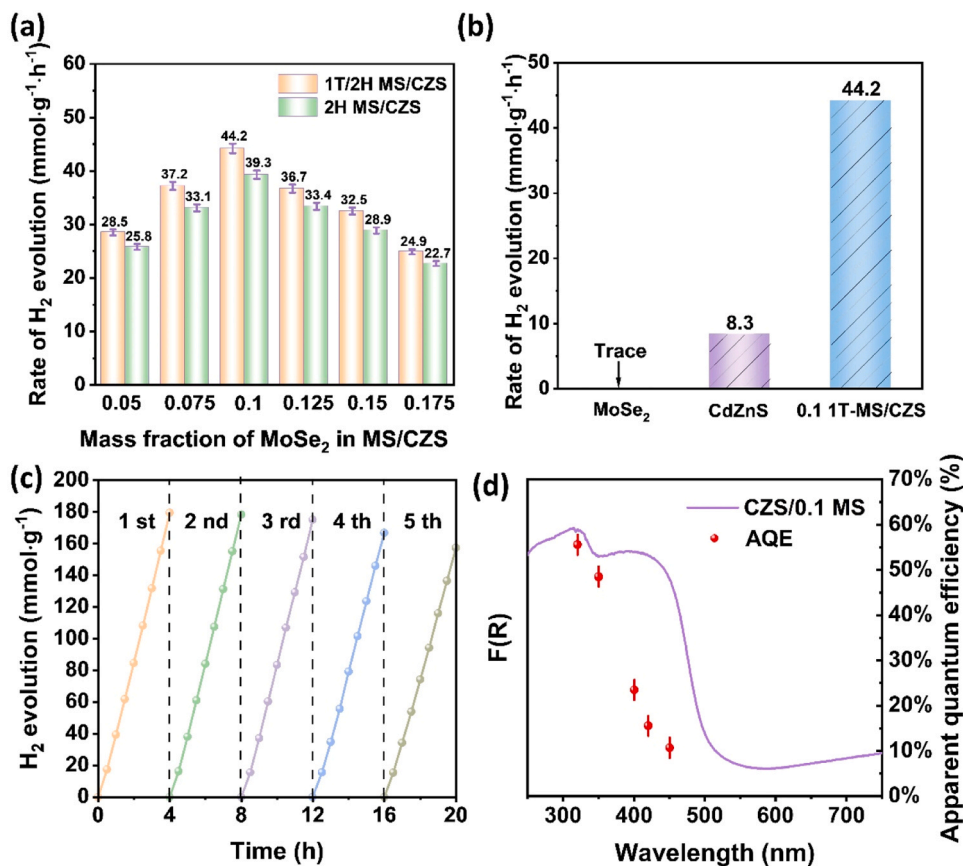 (a)
Rate of H₂ evolution (mmol·g⁻¹·h⁻¹)
60
50
40
30
20
10
0
1T/2H MS/CZS
2H MS/CZS
28.5
25.8
37.2
33.1
44.2
39.3
36.7
33.4
32.5
28.9
24.9
22.7
0.05 0.075 0.1 0.125 0.15 0.175
Mass fraction of MoSe₂ in MS/CZS
(b)
Rate of H₂ evolution (mmol·g⁻¹·h⁻¹)
50
40
30
20
10
0
Trace
8.3
44.2
MoSe₂ CdZnS 0.1 1T-MS/CZS
(c)
H₂ evolution (mmol·g⁻¹)
200
180
160
140
120
100
80
60
40
20
0
1 st 2 nd 3 rd 4 th 5 th
0 4 8 12 16 20
Time (h)
(d)
F(R)
CZS/0.1 MS
AQE
70%
60%
50%
40%
30%
20%
10%
0%
Apparent quantum efficiency (%)
300 400 500 600 700
Wavelength (nm)